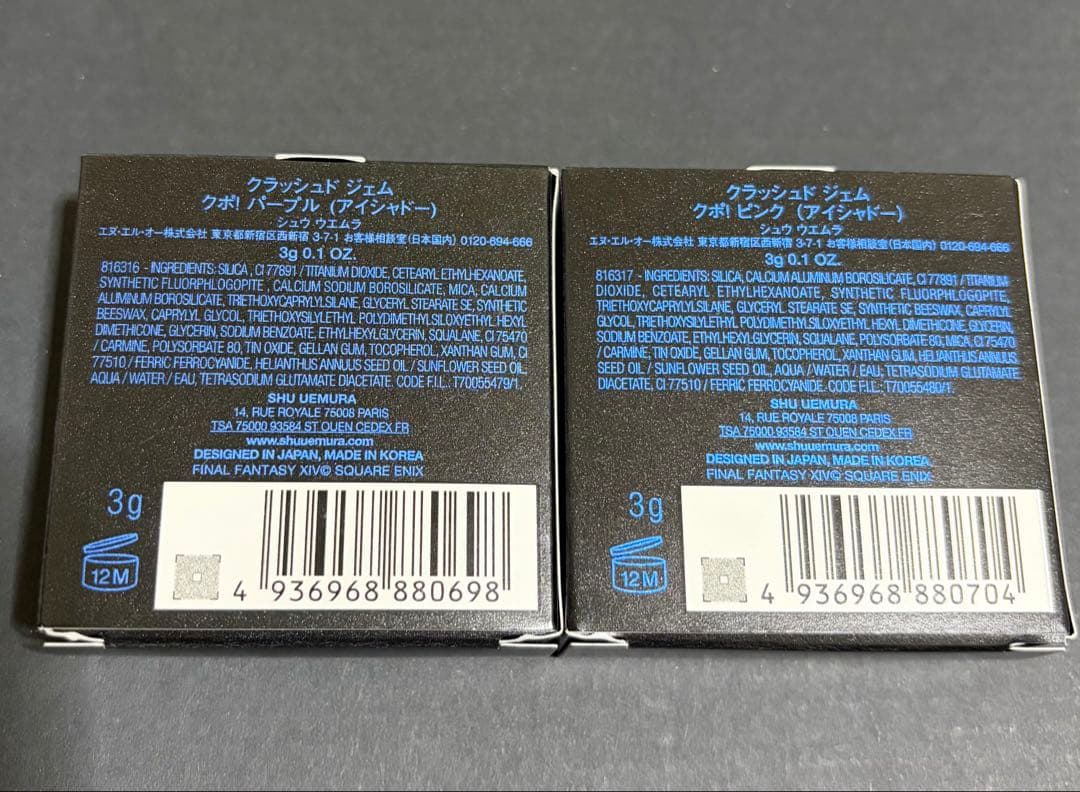 クラッシュド ジェム
クポ! パープル (アイシャドー)
シュウ ウエムラ
エヌ・エル・オー株式会社 東京都新宿区西新宿 3-7-1 お客様相談室(日本国内) 0120-694-666
3g 0.1 OZ.
816316 - INGREDIENTS: SILICA , CI 77891 / TITANIUM DIOXIDE, CETEARYL ETHYLHEXANOATE,
SYNTHETIC FLUORPHLOGOPITE , CALCIUM SODIUM BOROSILICATE, MICA, CALCIUM
ALUMINUM BOROSILICATE, TRIETHOXYCAPRYLYLSILANE, GLYCERYL STEARATE SE, SYNTHETIC
BEESWAX, CAPRYLYL GLYCOL, TRIETHOXYSILYLETHYL POLYDIMETHYLSILOXYETHYL HEXYL
DIMETHICONE, GLYCERIN, SODIUM BENZOATE, ETHYLHEXYLGLYCERIN, SQUALANE, CI 75470
/ CARMINE, POLYSORBATE 80, TIN OXIDE, GELLAN GUM, TOCOPHEROL, XANTHAN GUM, CI
77510 / FERRIC FERROCYANIDE, HELIANTHUS ANNUUS SEED OIL / SUNFLOWER SEED OIL,
AQUA / WATER / EAU, TETRASODIUM GLUTAMATE DIACETATE. CODE F.I.L.: T70055479/1.
SHU UEMURA
14, RUE ROYALE 75008 PARIS
TSA 75000 93584 ST OUEN CEDEX FR
www.shuuemura.com
DESIGNED IN JAPAN, MADE IN KOREA
FINAL FANTASY XIV© SQUARE ENIX
3g
12M
4 936968 880698
クラッシュド ジェム
クポ! ピンク (アイシャドー)
シュウ ウエムラ
エヌ・エル・オー株式会社 東京都新宿区西新宿 3-7-1 お客様相談室(日本国内) 0120-694-666
3g 0.1 OZ.
816317 - INGREDIENTS: SILICA, CALCIUM ALUMINUM BOROSILICATE, CI 77891 / TITANIUM
DIOXIDE, CETEARYL ETHYLHEXANOATE, SYNTHETIC FLUORPHLOGOPITE,
TRIETHOXYCAPRYLYLSILANE, GLYCERYL STEARATE SE, SYNTHETIC BEESWAX, CAPRYLYL
GLYCOL, TRIETHOXYSILYLETHYL POLYDIMETHYLSILOXYETHYL HEXYL DIMETHICONE, GLYCERIN,
SODIUM BENZOATE, ETHYLHEXYLGLYCERIN, SQUALANE, POLYSORBATE 80, MICA, CI 75470
/ CARMINE, TIN OXIDE, GELLAN GUM, TOCOPHEROL, XANTHAN GUM, HELIANTHUS ANNUUS
SEED OIL / SUNFLOWER SEED OIL, AQUA / WATER / EAU, TETRASODIUM GLUTAMATE
DIACETATE, CI 77510 / FERRIC FERROCYANIDE. CODE F.I.L.: T70055480/1.
SHU UEMURA
14, RUE ROYALE 75008 PARIS
TSA 75000 93584 ST OUEN CEDEX FR
www.shuuemura.com
DESIGNED IN JAPAN, MADE IN KOREA
FINAL FANTASY XIV© SQUARE ENIX
3g
12M
4 936968 880704